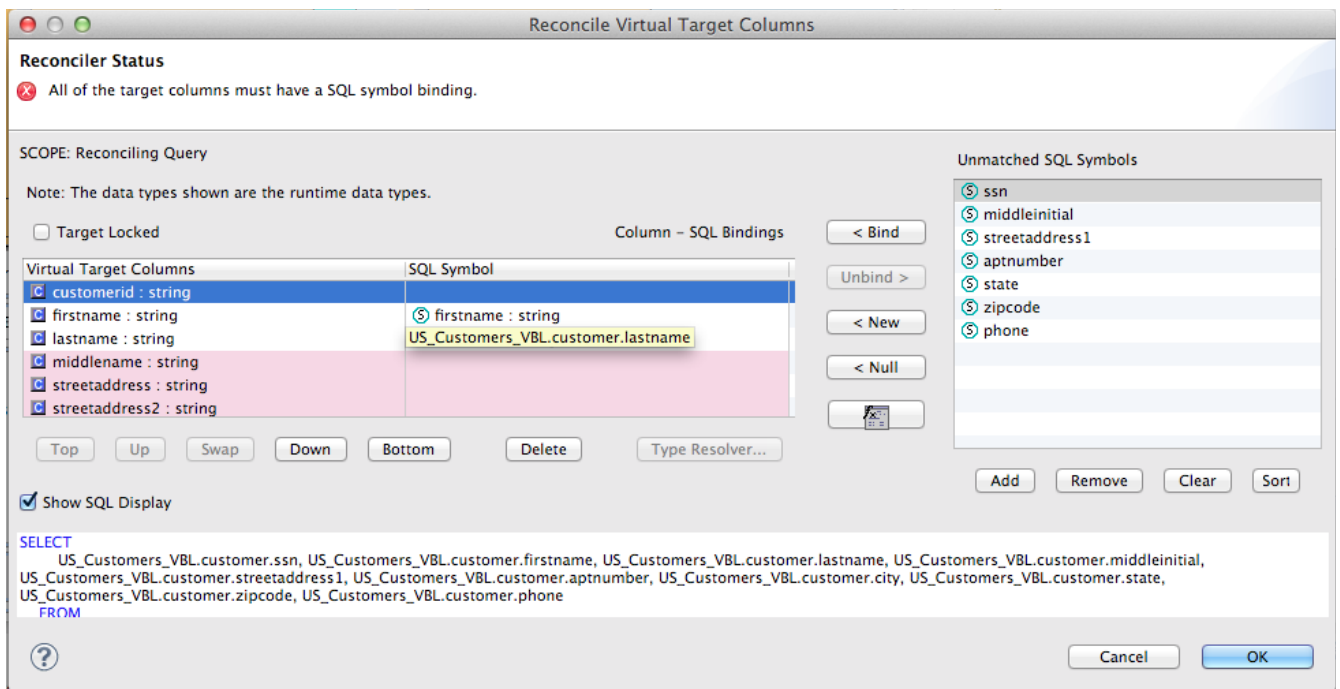 Reconcile Virtual Target Columns
Reconciler Status
All of the target columns must have a SQL symbol binding.
SCOPE: Reconciling Query
Unmatched SQL Symbols
Note: The data types shown are the runtime data types.
Target Locked
Column – SQL Bindings
< Bind
Unbind >
< New
< Null
Virtual Target Columns SQL Symbol
customerid : string
firstname : string firstname : string
lastname : string US_Customers_VBL.customer.lastname
middlename : string
streetaddress : string
streetaddress2 : string
ssn
middleinitial
streetaddress1
aptnumber
state
zipcode
phone
Top Up Swap Down Bottom Delete Type Resolver...
Add Remove Clear Sort
Show SQL Display
SELECT
US_Customers_VBL.customer.ssn, US_Customers_VBL.customer.firstname, US_Customers_VBL.customer.lastname, US_Customers_VBL.customer.middleinitial,
US_Customers_VBL.customer.streetaddress1, US_Customers_VBL.customer.aptnumber, US_Customers_VBL.customer.city, US_Customers_VBL.customer.state,
US_Customers_VBL.customer.zipcode, US_Customers_VBL.customer.phone
FROM
Cancel OK